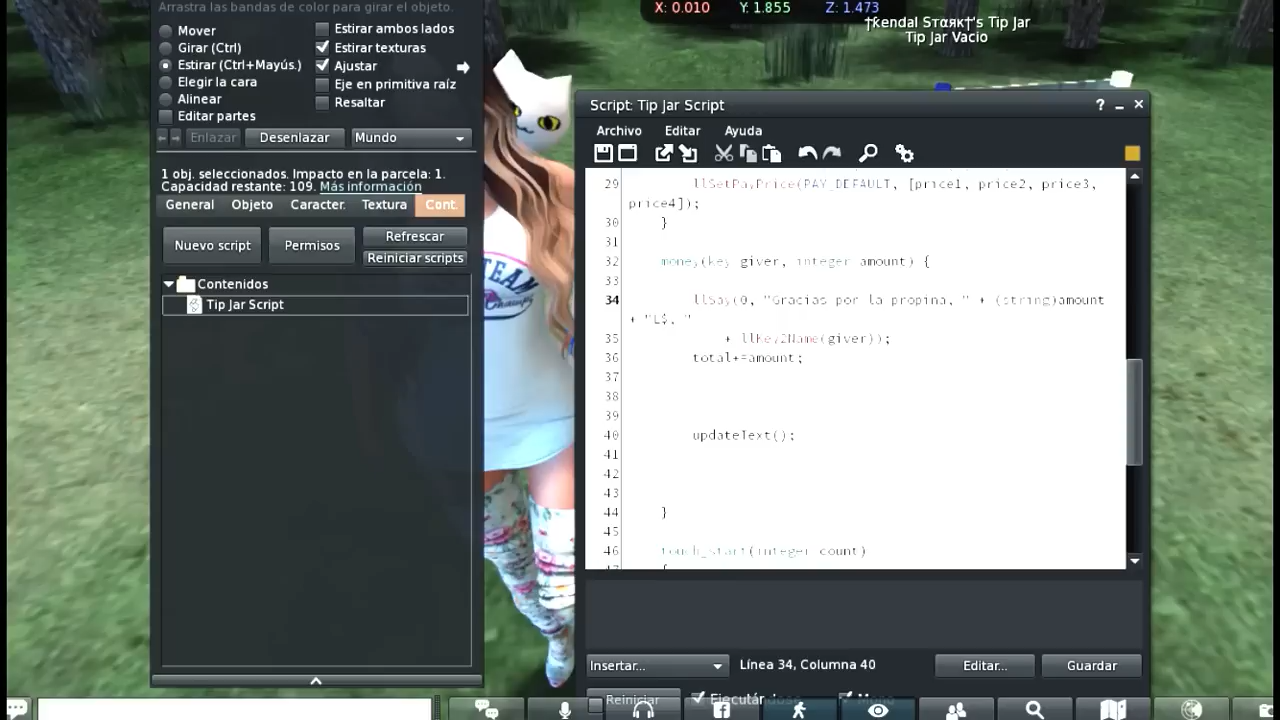 Arrastra las bandas de color para girar el objeto.
Mover
Girar (Ctrl)
Estirar (Ctrl+Mayús.)
Elegir la cara
Alinear
Editar partes
Estirar ambos lados
Estirar texturas
Ajustar
Eje en primitiva raíz
Resaltar
Enlazar
Desenlazar
Mundo
1 obj. seleccionados. Impacto en la parcela: 1.
Capacidad restante: 109. Más información
General Objeto Caracter. Textura Cont.
Nuevo script
Permisos
Refrescar
Reiniciar scripts
Contenidos
Tip Jar Script
TEAM
X: 0.010 Y: 1.855 Z: 1.473
†ƙendal Sταяκ†'s Tip Jar
Tip Jar Vacio
Script: Tip Jar Script
? _ ×
Archivo Editar Ayuda
29 llSetPayPrice(PAY_DEFAULT, [price1, price2, price3,
price4]);
30 }
31
32 money(key giver, integer amount) {
33
34 llSay(0, "Gracias por la propina, " + (string)amount
+ "L$. "
35 + llKey2Name(giver));
36 total+=amount;
37
38
39
40 updateText();
41
42
43
44 }
45
46 touch_start(integer count)
47 {
Insertar...
Línea 34, Columna 40
Editar...
Guardar
Reiniciar
Ejecutándose
Mono